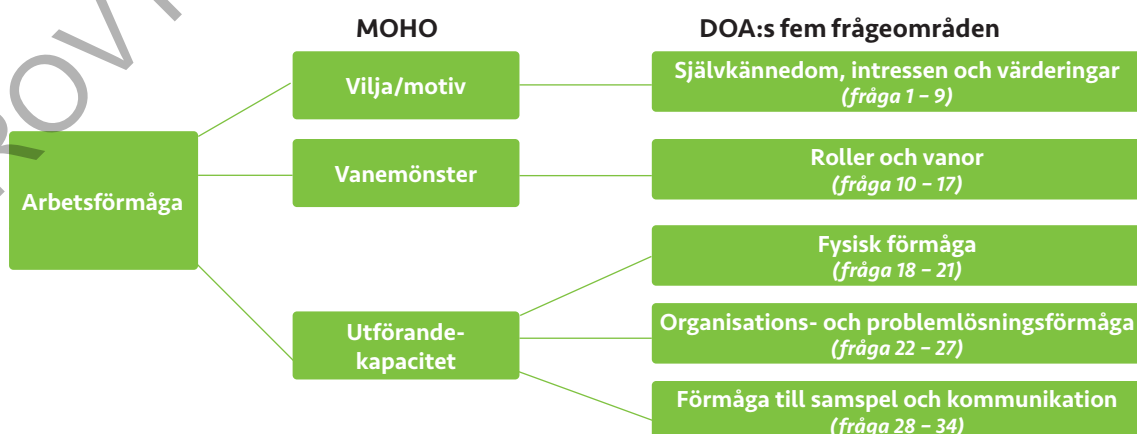 MOHO
DOA:s fem frågeområden
Arbetsförmåga
Vilja/motiv
Självkännedom, intressen och värderingar
(fråga 1 – 9)
Vanemönster
Roller och vanor
(fråga 10 – 17)
Utförande-
kapacitet
Fysisk förmåga
(fråga 18 – 21)
Organisations- och problemlösningsförmåga
(fråga 22 – 27)
Förmåga till samspel och kommunikation
(fråga 28 – 34)